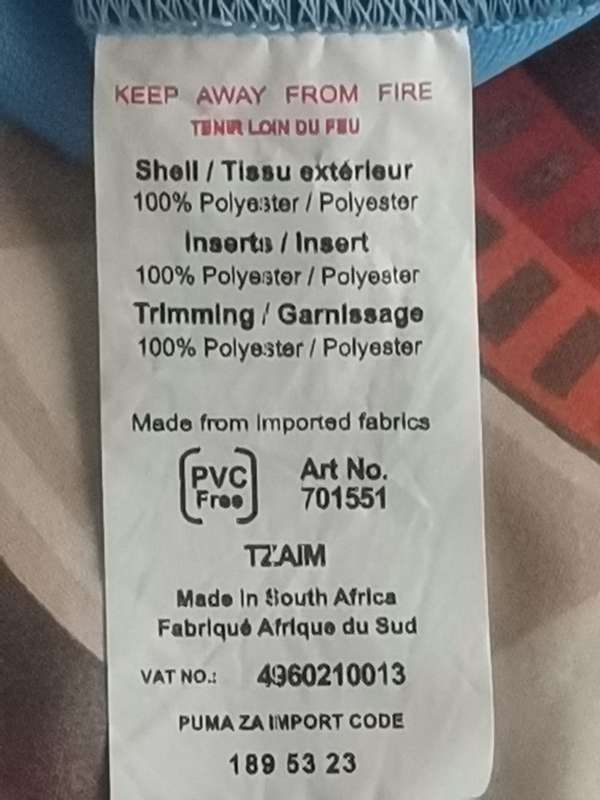 KEEP AWAY FROM FIRE
TENIR LOIN DU FEU
Shell / Tissu extérieur
100% Polyester / Polyester
Inserts / Insert
100% Polyester / Polyester
Trimming / Garnissage
100% Polyester / Polyester
Made from imported fabrics
PVC Free
Art No. 701551
TZ'AIM
Made in South Africa
Fabriqué Afrique du Sud
VAT NO.: 4960210013
PUMA ZA IMPORT CODE
189 53 23